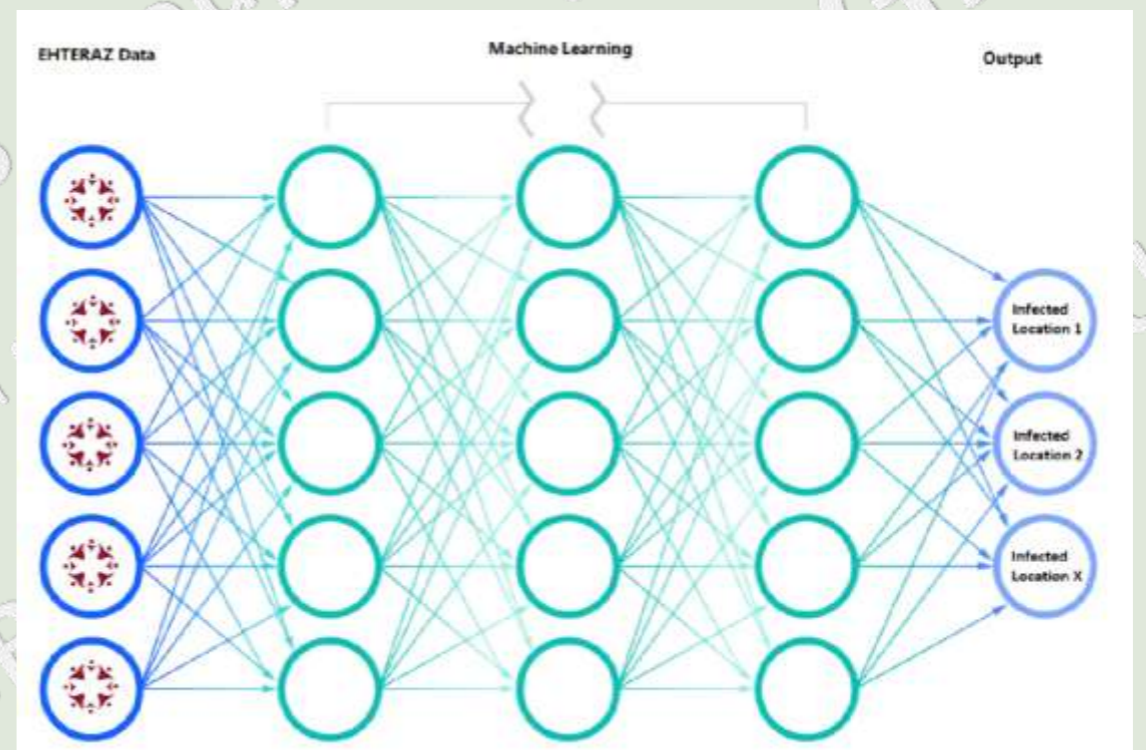 EHTERAZ Data
Machine Learning
Output
Infected
Location 1
Infected
Location 2
Infected
Location X